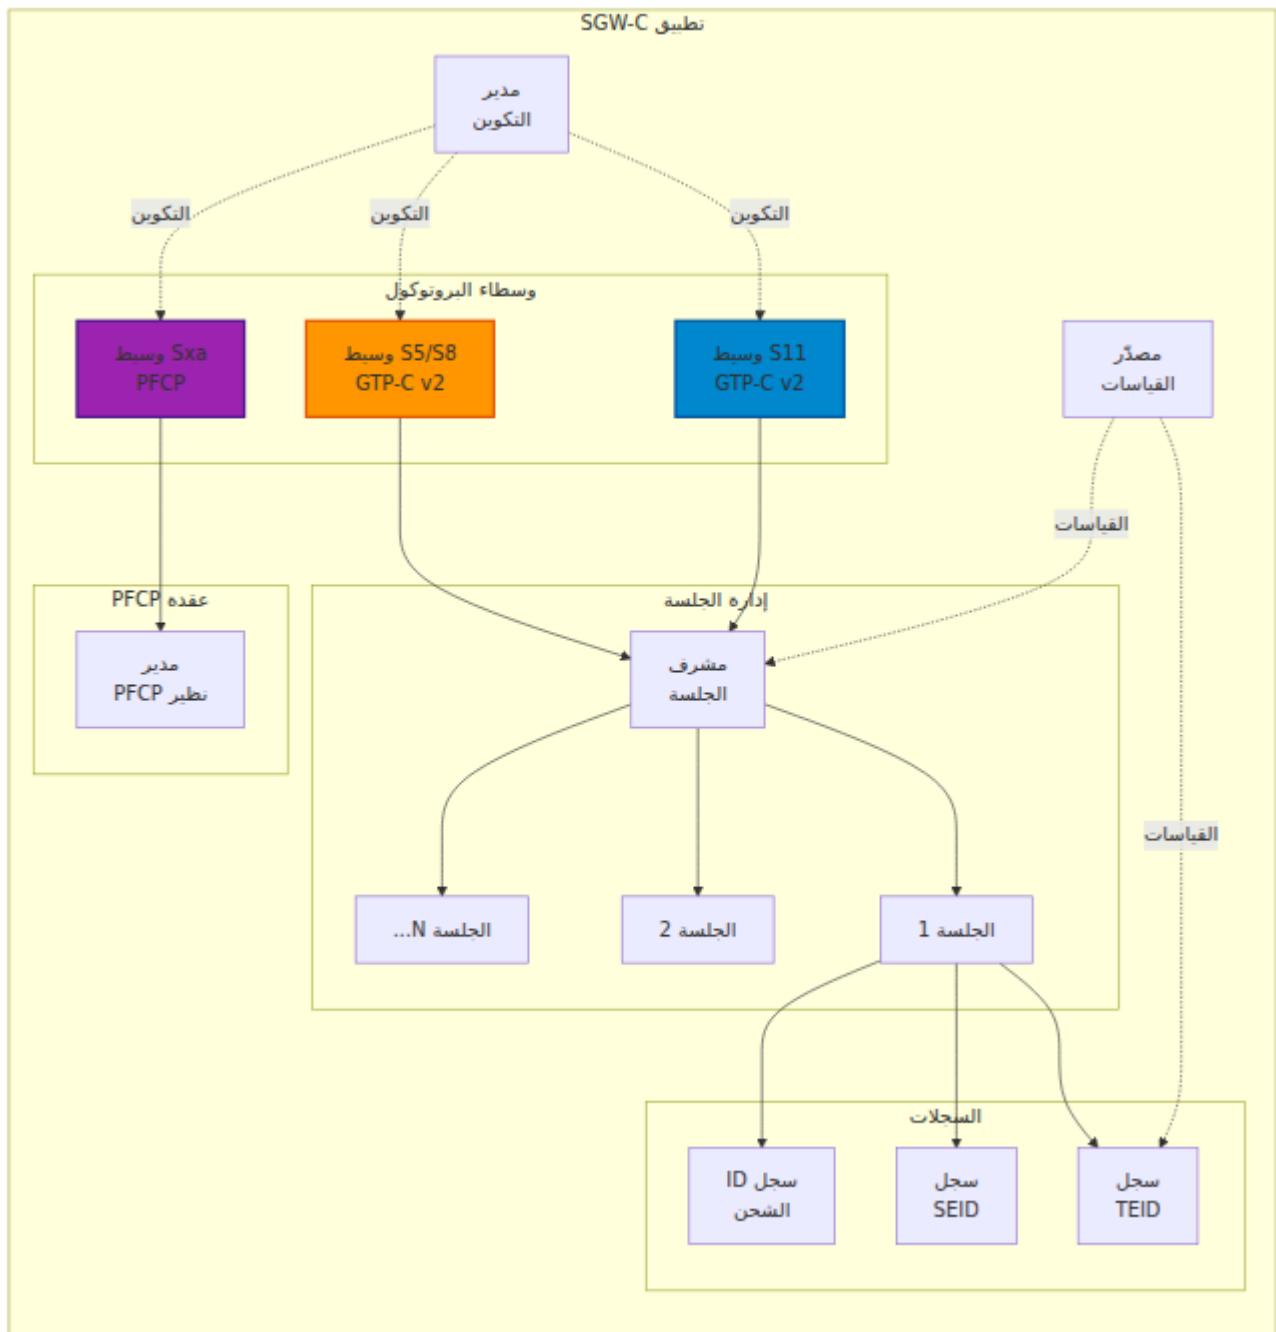 تطبيق SGW-C
مدير
التكوين
التكوين
التكوين
التكوين
وسطاء البروتوكول
وسيط S11
GTP-C v2
وسيط S5/S8
GTP-C v2
وسيط Sxa
PFCP
مصدّر
القياسات
القياسات
إدارة الجلسة
عقدة PFCP
مشرف
الجلسة
مدير
نظير PFCP
القياسات
الجلسة 1
الجلسة 2
الجلسة N...
السجلات
سجل
TEID
سجل
SEID
سجل ID
الشحن